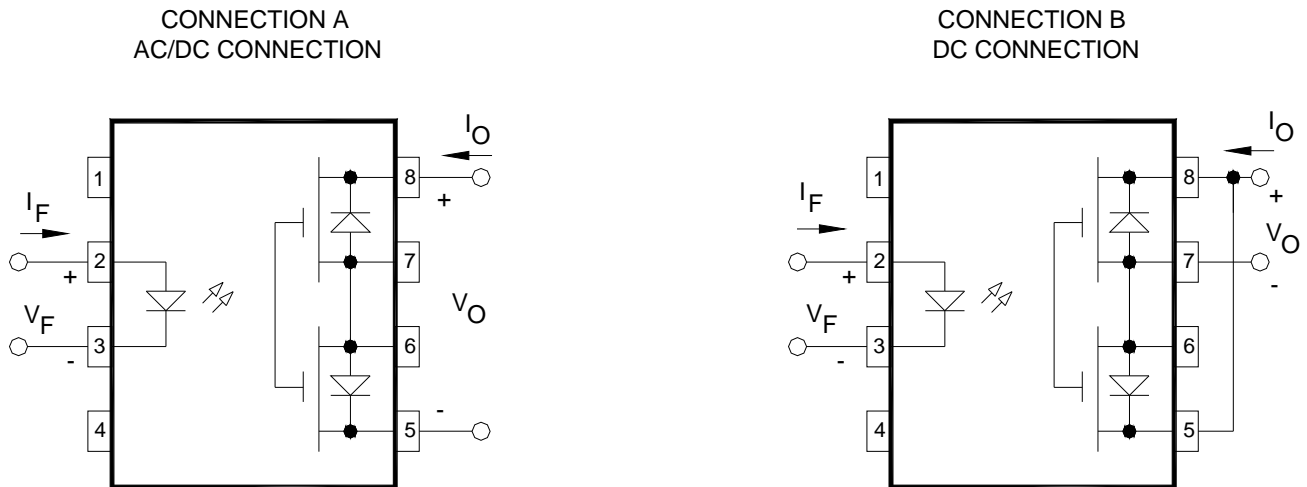 CONNECTION A
AC/DC CONNECTION
I_O
1
8
+
I_F
2
+
7
V_F
V_O
3
-
6
4
-
5
CONNECTION B
DC CONNECTION
I_O
1
8
+
I_F
V_O
2
+
7
-
V_F
3
-
6
4
5